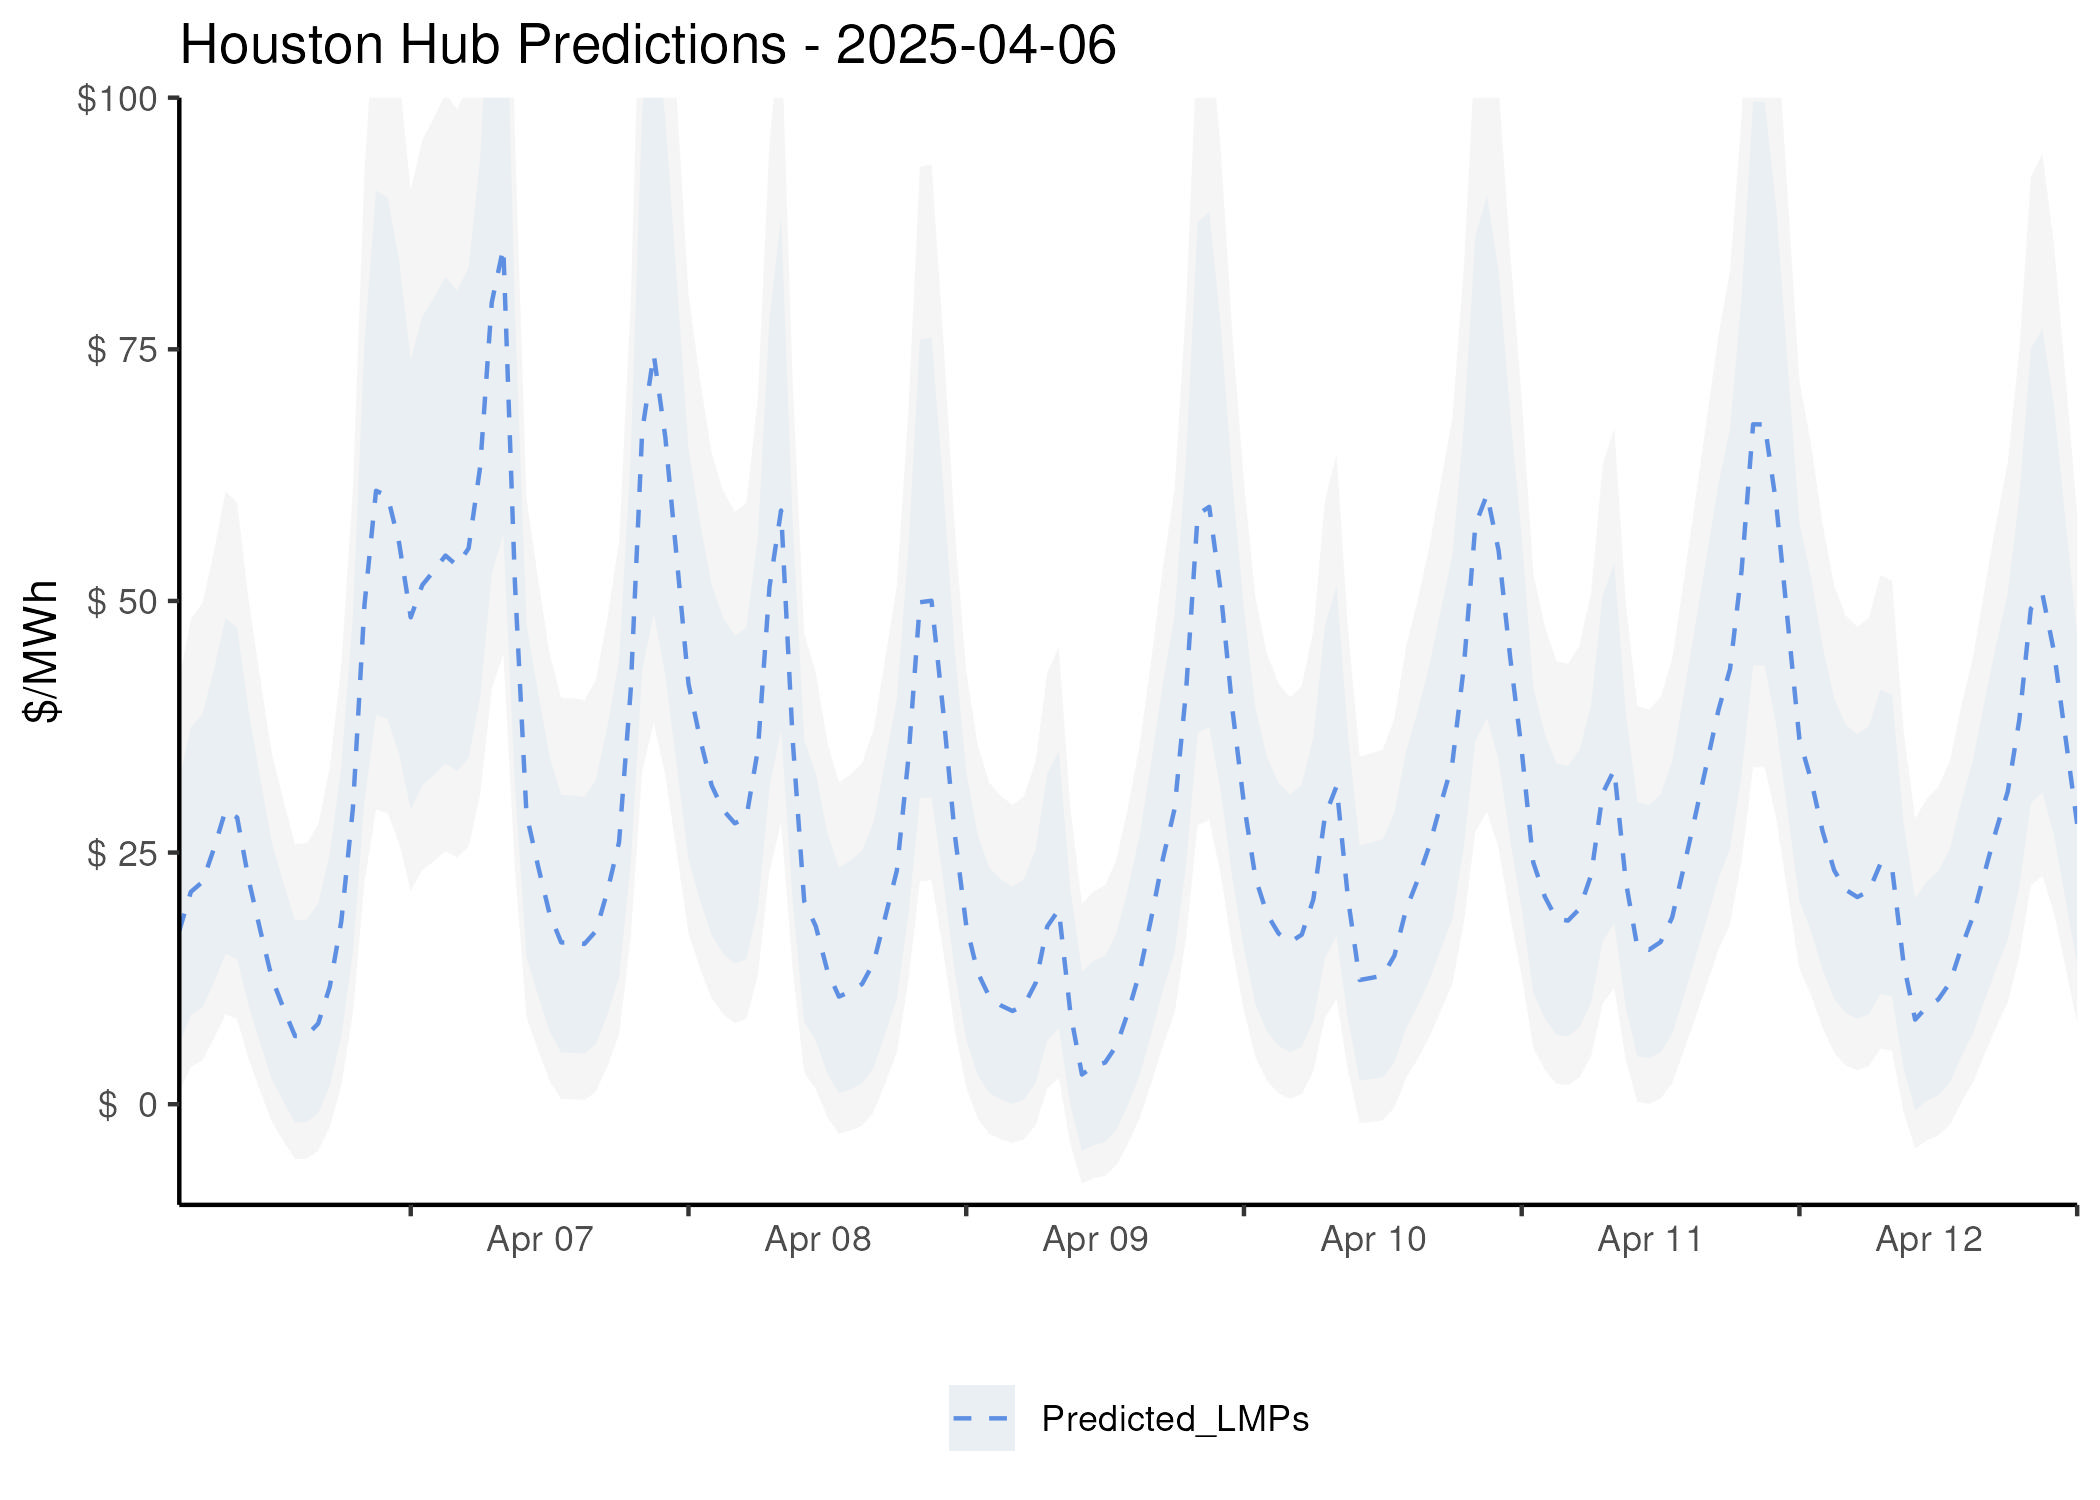 Houston Hub Predictions - 2025-04-06
$100
$ 75
$ 50
$ 25
$ 0
$/MWh
Apr 07 Apr 08 Apr 09 Apr 10 Apr 11 Apr 12
Predicted_LMPs